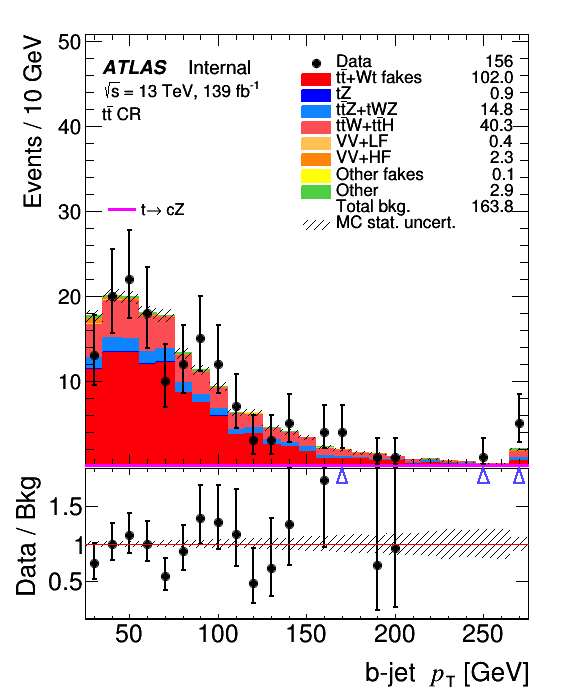 Events / 10 GeV
50
40
30
20
10
ATLAS Internal
√s = 13 TeV, 139 fb⁻¹
tt̄ CR
t→ cZ
Data 156
tt̄+Wt fakes 102.0
tZ 0.9
tt̄Z+tWZ 14.8
tt̄W+tt̄H 40.3
VV+LF 0.4
VV+HF 2.3
Other fakes 0.1
Other 2.9
Total bkg. 163.8
MC stat. uncert.
Data / Bkg
1.5
1
0.5
50 100 150 200 250
b-jet p_T [GeV]